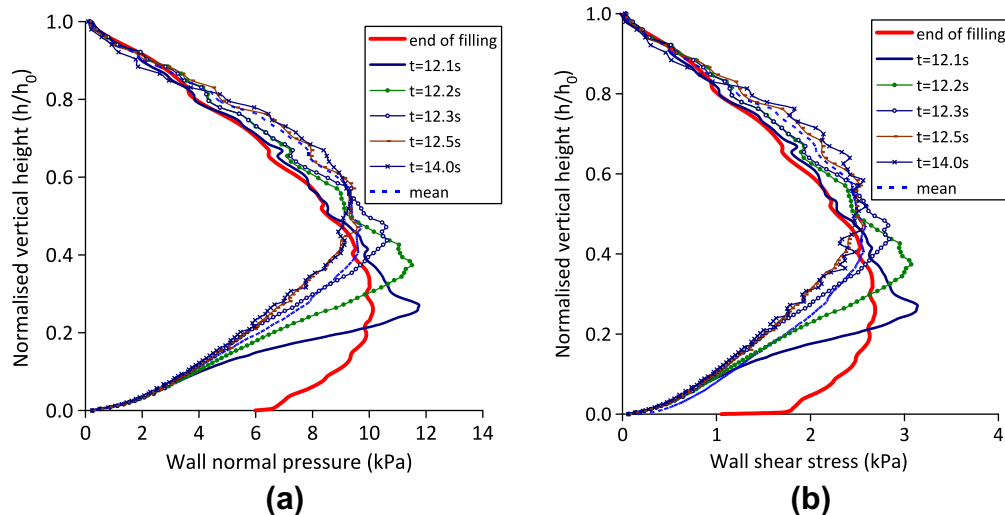 1.0
0.8
0.6
0.4
0.2
0.0
0 2 4 6 8 10 12 14
Normalised vertical height (h/h0)
Wall normal pressure (kPa)
end of filling
t=12.1s
t=12.2s
t=12.3s
t=12.5s
t=14.0s
mean
(a)
1.0
0.8
0.6
0.4
0.2
0.0
0 1 2 3 4
Normalised vertical height (h/h0)
Wall shear stress (kPa)
end of filling
t=12.1s
t=12.2s
t=12.3s
t=12.5s
t=14.0s
mean
(b)